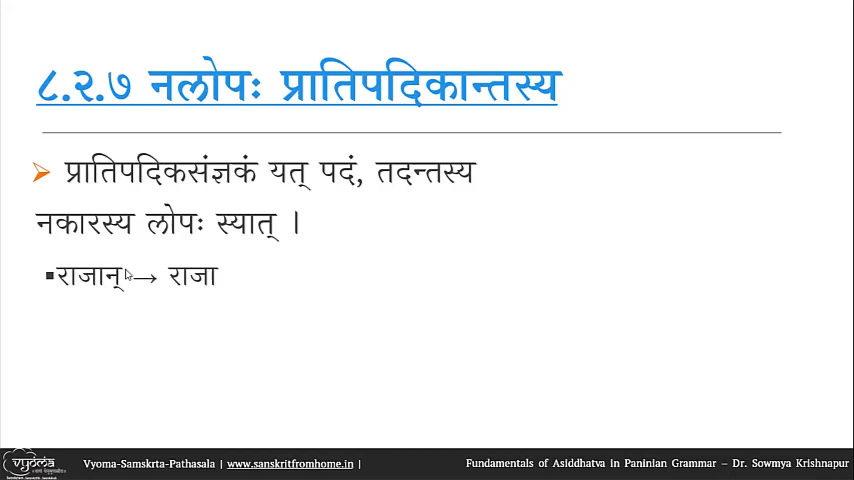 ८.२.७ नलोपः प्रातिपदिकान्तस्य
प्रातिपदिकसंज्ञकं यत् पदं, तदन्तस्य
नकारस्य लोपः स्यात् ।
राजान् → राजा
vyoma
Vyoma-Samskrta-Pathasala | www.sanskritfromhome.in |
Fundamentals of Asiddhatva in Paninian Grammar – Dr. Sowmya Krishnapur